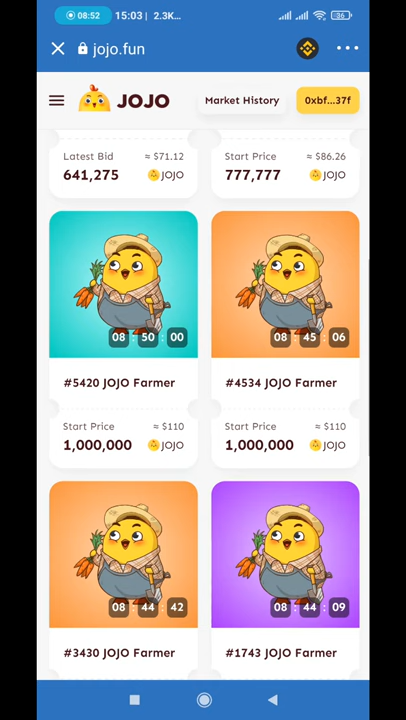 08:52 15:03 | 2.3K... 36
jojo.fun
JOJO Market History 0xbf...37f
Latest Bid ≈ $71.12
641,275 JOJO
Start Price ≈ $86.26
777,777 JOJO
08 : 50 : 00
#5420 JOJO Farmer
Start Price ≈ $110
1,000,000 JOJO
08 : 45 : 06
#4534 JOJO Farmer
Start Price ≈ $110
1,000,000 JOJO
08 : 44 : 42
#3430 JOJO Farmer
08 : 44 : 09
#1743 JOJO Farmer